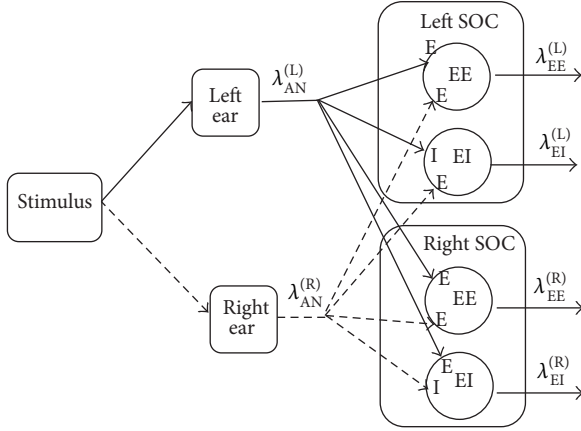 Stimulus
Left
ear
λ_AN^(L)
Right
ear
λ_AN^(R)
Left SOC
E
EE
E
λ_EE^(L)
I
EI
E
λ_EI^(L)
Right SOC
E
EE
E
λ_EE^(R)
E
EI
I
λ_EI^(R)